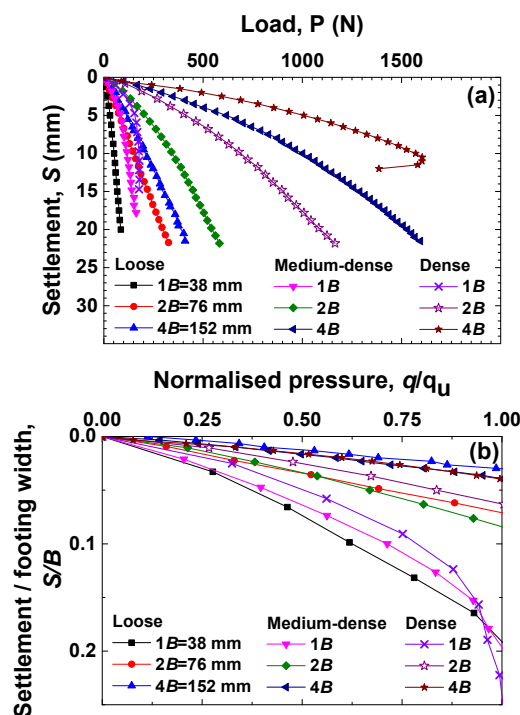 Load, P (N)
0 500 1000 1500
(a)
Settlement, S (mm)
0
5
10
15
20
25
30
Loose Medium-dense Dense
1B=38 mm 1B 1B
2B=76 mm 2B 2B
4B=152 mm 4B 4B
Normalised pressure, q/qu
0.00 0.25 0.50 0.75 1.00
(b)
Settlement / footing width,
S/B
0.0
0.1
0.2
Loose Medium-dense Dense
1B=38 mm 1B 1B
2B=76 mm 2B 2B
4B=152 mm 4B 4B